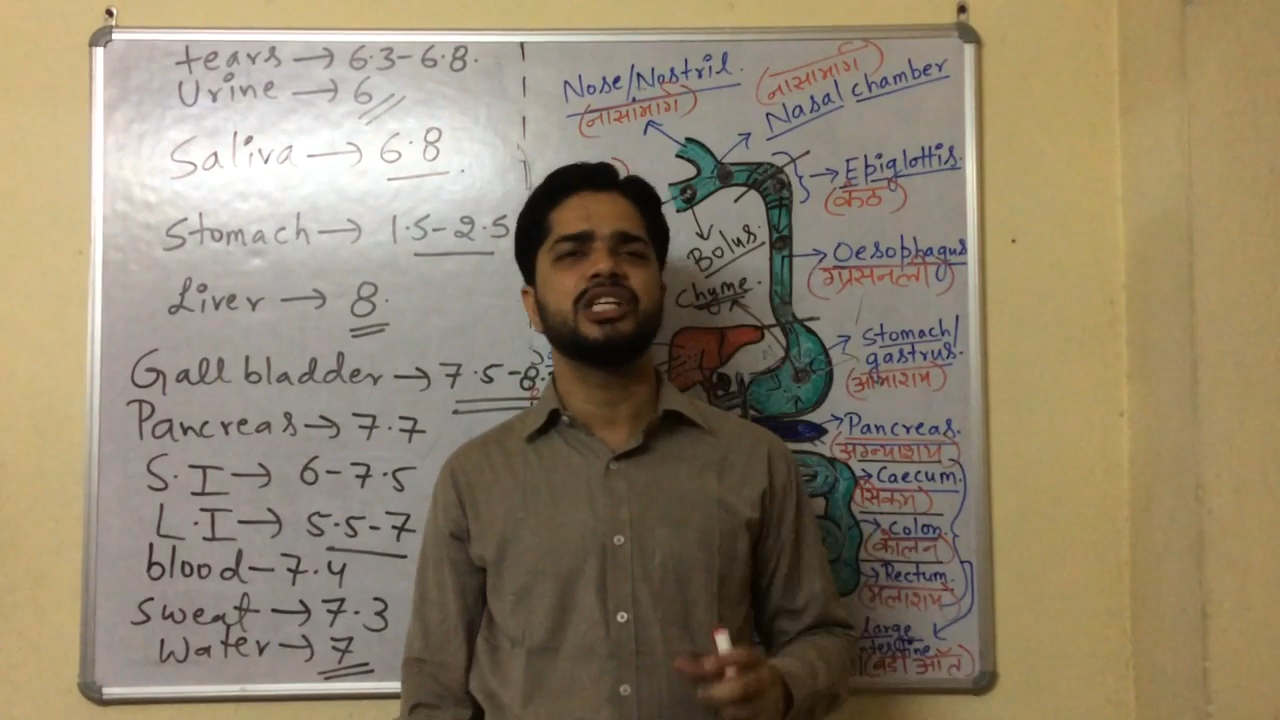 tears → 6.3-6.8.
Urine → 6
Saliva → 6.8.
Stomach → 1.5-2.5
Liver → 8.
Gall bladder → 7.5-8.
Pancreas → 7.7
S.I → 6-7.5
L.I → 5.5-7
blood - 7.4
Sweat → 7.3
Water → 7
Nose/Nostril.
(नासामार्ग)
(नासामार्ग)
Nasal chamber
Epiglottis.
(कंठ)
Bolus.
Oesophagus
(ग्रसनली)
Chyme.
Stomach/
gastrus.
(आमाशय)
Pancreas.
(अग्न्याशय)
Caecum.
(सिकम)
Colon.
(कोलन)
Rectum.
(मलाशय)
large
(बडी आँत)